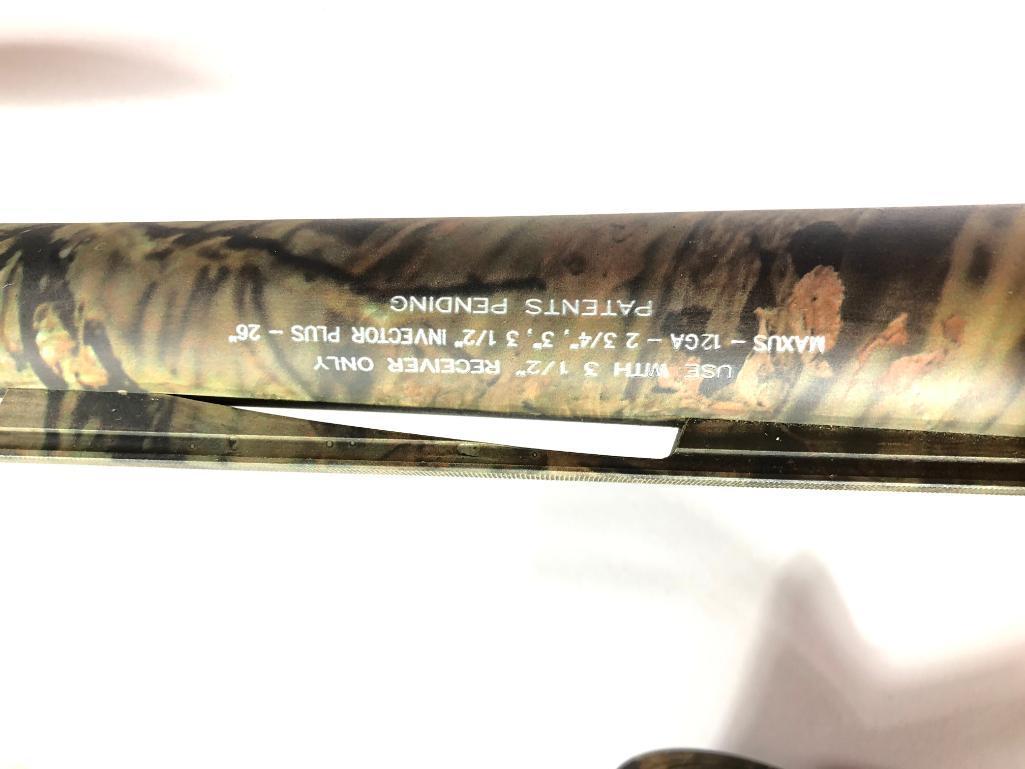 USE WITH 3 1/2" RECEIVER ONLY
MAXUS - 12GA - 2 3/4", 3", 3 1/2" INVECTOR PLUS - 26"
PATENTS PENDING